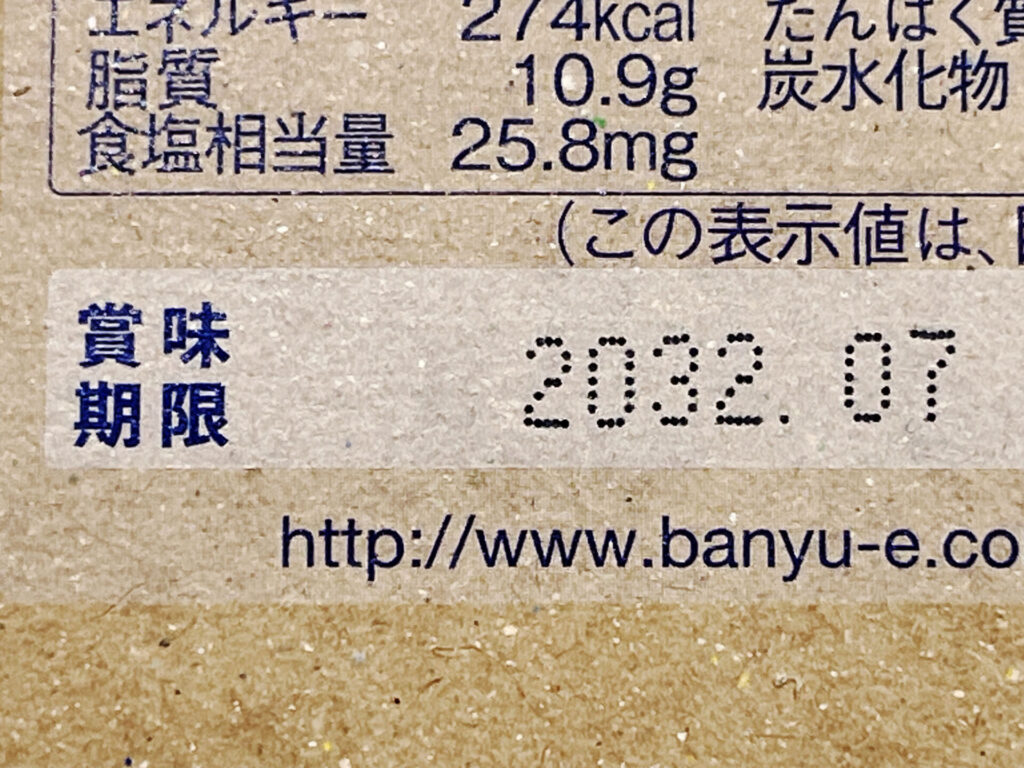 エネルギー 274kcal たんぱく質
脂質 10.9g 炭水化物
食塩相当量 25.8mg
（この表示値は、
賞味
期限 2032.07
http://www.banyu-e.co